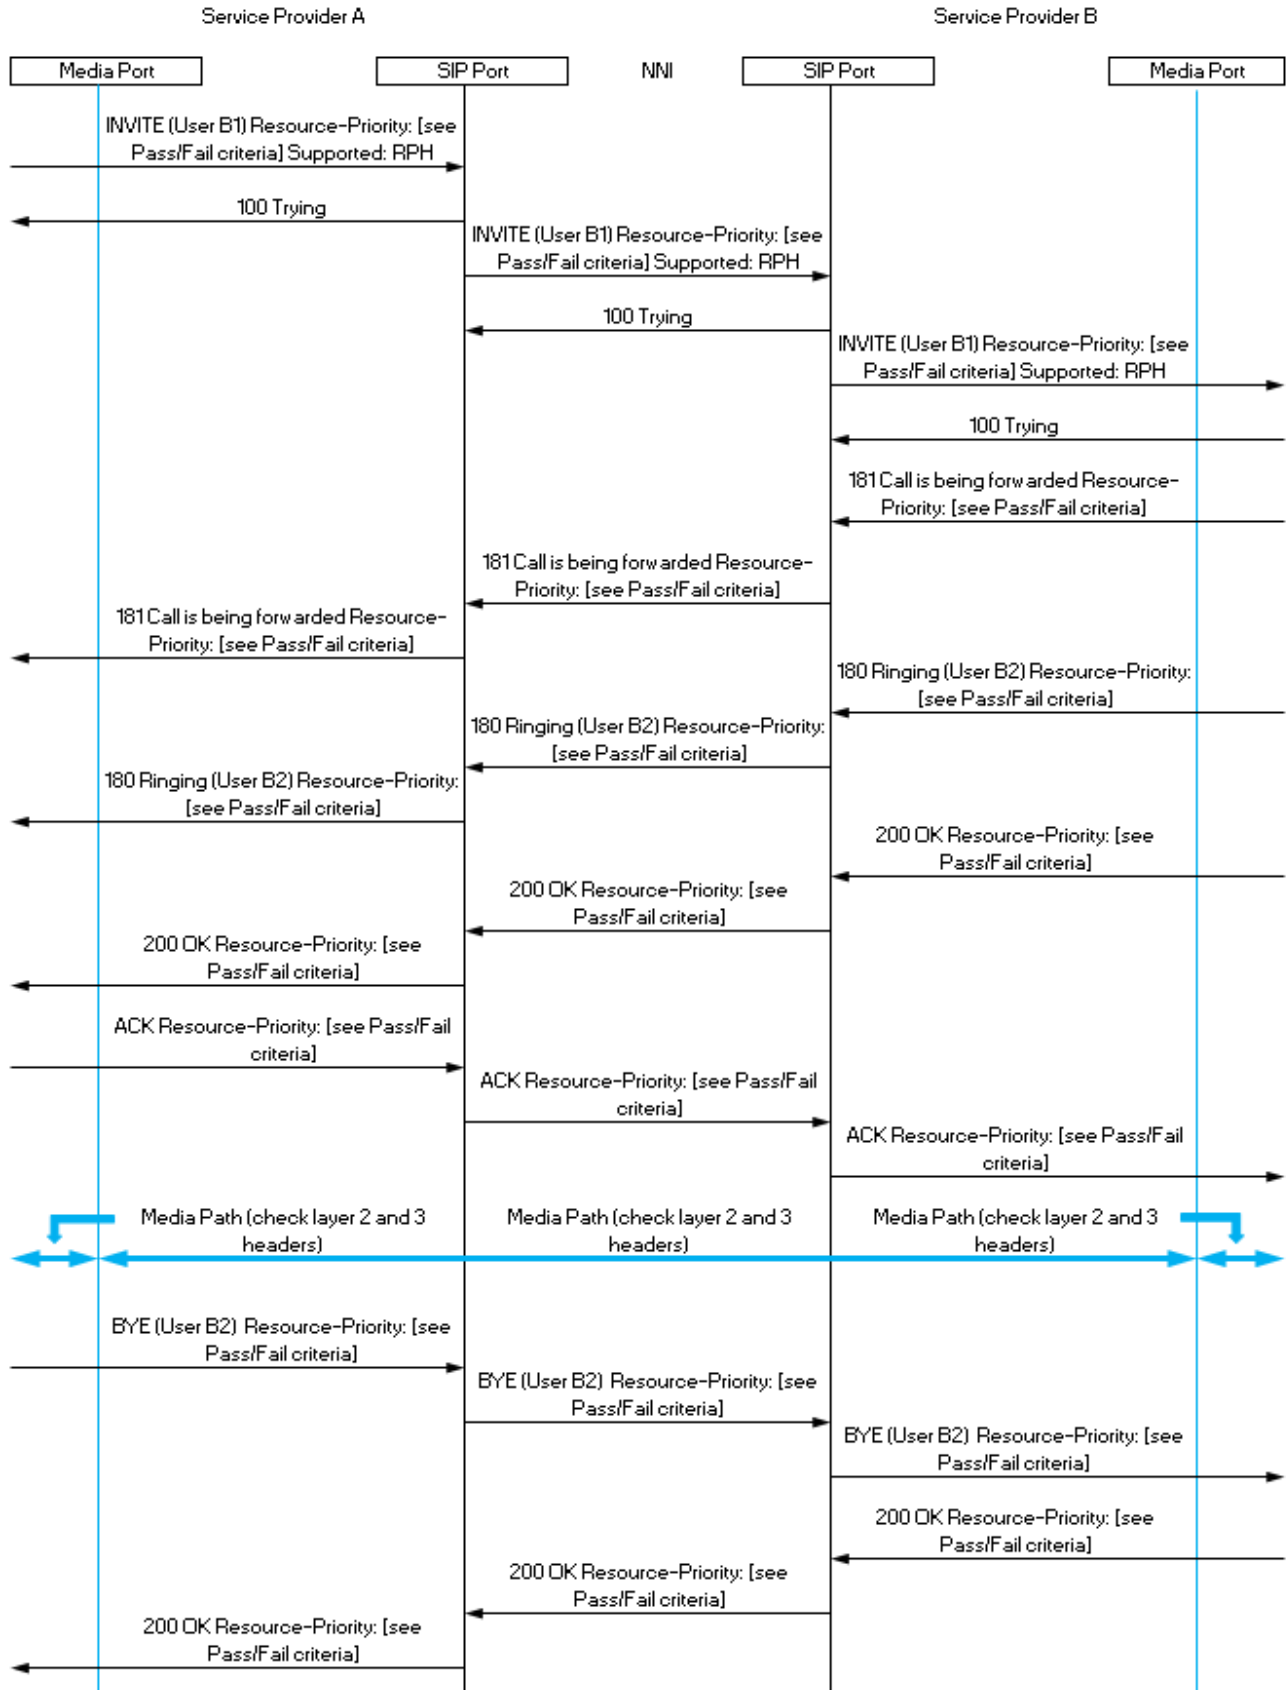 Service Provider A
Service Provider B
Media Port
SIP Port
NNI
SIP Port
Media Port
INVITE (User B1) Resource-Priority: [see
Pass/Fail criteria] Supported: RPH
100 Trying
INVITE (User B1) Resource-Priority: [see
Pass/Fail criteria] Supported: RPH
100 Trying
INVITE (User B1) Resource-Priority: [see
Pass/Fail criteria] Supported: RPH
100 Trying
181 Call is being forwarded Resource-
Priority: [see Pass/Fail criteria]
181 Call is being forwarded Resource-
Priority: [see Pass/Fail criteria]
181 Call is being forwarded Resource-
Priority: [see Pass/Fail criteria]
180 Ringing (User B2) Resource-Priority:
[see Pass/Fail criteria]
180 Ringing (User B2) Resource-Priority:
[see Pass/Fail criteria]
180 Ringing (User B2) Resource-Priority:
[see Pass/Fail criteria]
200 OK Resource-Priority: [see
Pass/Fail criteria]
200 OK Resource-Priority: [see
Pass/Fail criteria]
200 OK Resource-Priority: [see
Pass/Fail criteria]
ACK Resource-Priority: [see Pass/Fail
criteria]
ACK Resource-Priority: [see Pass/Fail
criteria]
ACK Resource-Priority: [see Pass/Fail
criteria]
Media Path (check layer 2 and 3
headers)
Media Path (check layer 2 and 3
headers)
Media Path (check layer 2 and 3
headers)
BYE (User B2) Resource-Priority: [see
Pass/Fail criteria]
BYE (User B2) Resource-Priority: [see
Pass/Fail criteria]
BYE (User B2) Resource-Priority: [see
Pass/Fail criteria]
200 OK Resource-Priority: [see
Pass/Fail criteria]
200 OK Resource-Priority: [see
Pass/Fail criteria]
200 OK Resource-Priority: [see
Pass/Fail criteria]